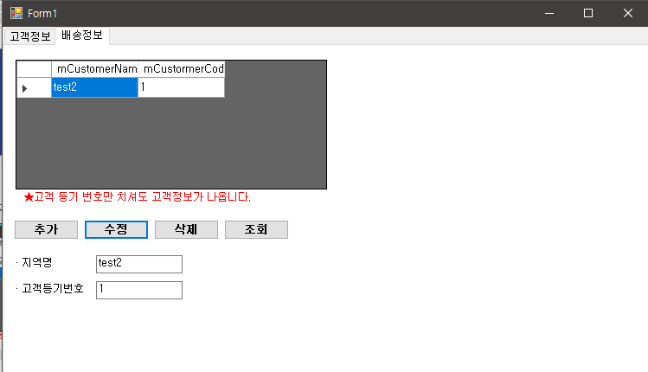 Form1
고객정보 배송정보
mCustomerNam mCustormerCod
test2 1
★고객 등기 번호만 치셔도 고객정보가 나옵니다.
추가 수정 삭제 조회
· 지역명 test2
· 고객등기번호 1